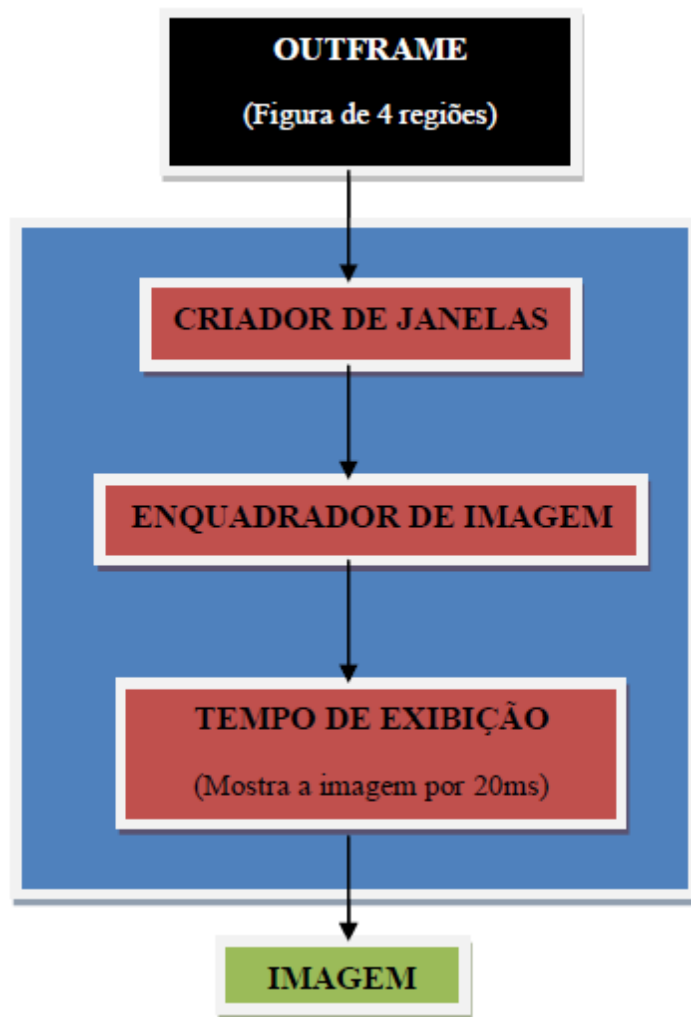 OUTFRAME
(Figura de 4 regiões)
CRIADOR DE JANELAS
ENQUADRADOR DE IMAGEM
TEMPO DE EXIBIÇÃO
(Mostra a imagem por 20ms)
IMAGEM